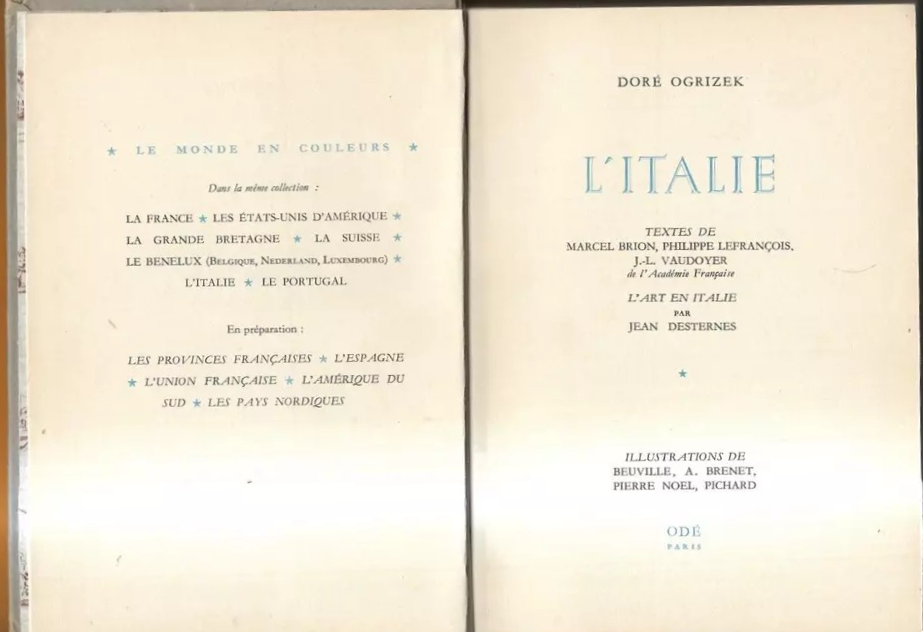 ★ LE MONDE EN COULEURS ★
Dans la même collection :
LA FRANCE ★ LES ÉTATS-UNIS D'AMÉRIQUE ★
LA GRANDE BRETAGNE ★ LA SUISSE ★
LE BENELUX (BELGIQUE, NEDERLAND, LUXEMBOURG) ★
L'ITALIE ★ LE PORTUGAL
En préparation :
LES PROVINCES FRANÇAISES ★ L'ESPAGNE
★ L'UNION FRANÇAISE ★ L'AMÉRIQUE DU
SUD ★ LES PAYS NORDIQUES
DORÉ OGRIZEK
L'ITALIE
TEXTES DE
MARCEL BRION, PHILIPPE LEFRANÇOIS,
J.-L. VAUDOYER
de l'Académie Française
L'ART EN ITALIE
PAR
JEAN DESTERNES
★
ILLUSTRATIONS DE
BEUVILLE, A. BRENET,
PIERRE NOEL, PICHARD
ODÉ
PARIS